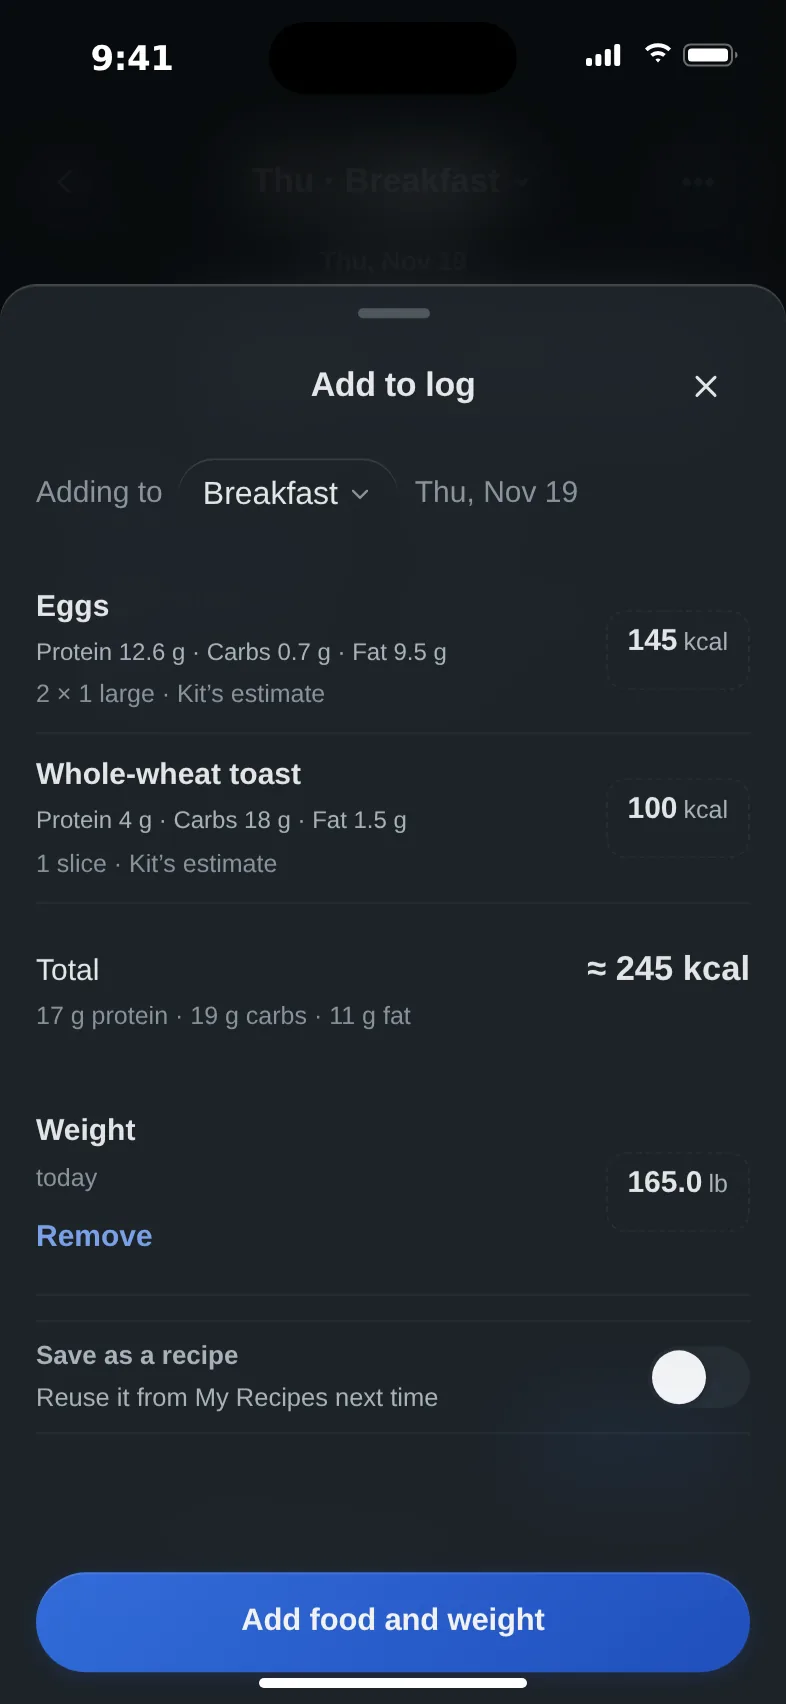 9:41
Thu · Breakfast
Thu, Nov 19
Add to log
Adding to Breakfast Thu, Nov 19
Eggs
Protein 12.6 g · Carbs 0.7 g · Fat 9.5 g
145 kcal
2 × 1 large · Kit’s estimate
Whole-wheat toast
Protein 4 g · Carbs 18 g · Fat 1.5 g
100 kcal
1 slice · Kit’s estimate
Total
≈ 245 kcal
17 g protein · 19 g carbs · 11 g fat
Weight
today
165.0 lb
Remove
Save as a recipe
Reuse it from My Recipes next time
Add food and weight